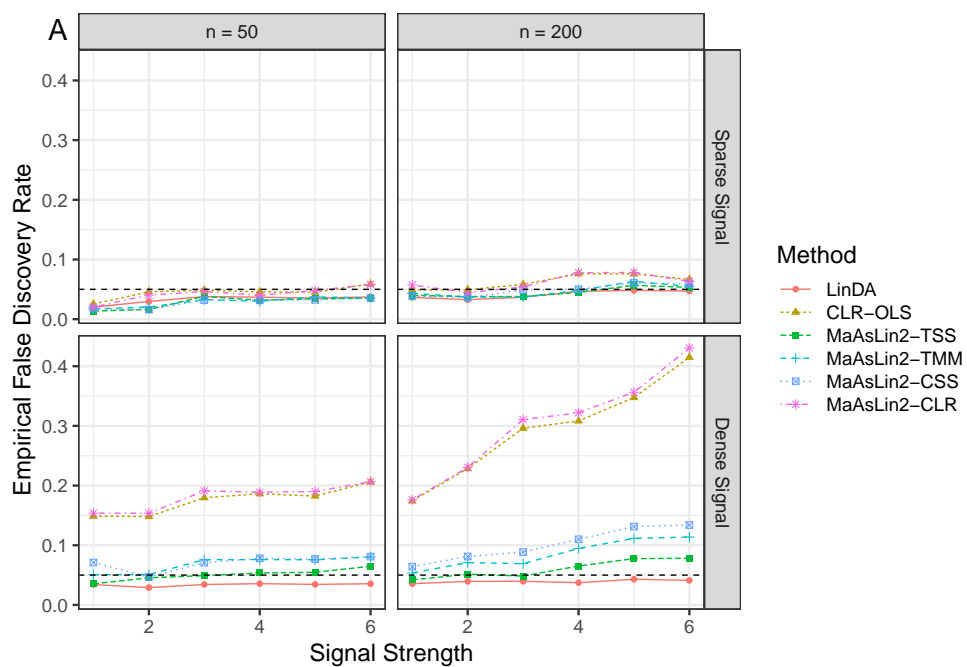 A
n = 50
n = 200
Empirical False Discovery Rate
0.4
0.3
0.2
0.1
0.0
Sparse Signal
0.4
0.3
0.2
0.1
0.0
Dense Signal
2
4
6
2
4
6
Signal Strength
Method
LinDA
CLR−OLS
MaAsLin2−TSS
MaAsLin2−TMM
MaAsLin2−CSS
MaAsLin2−CLR